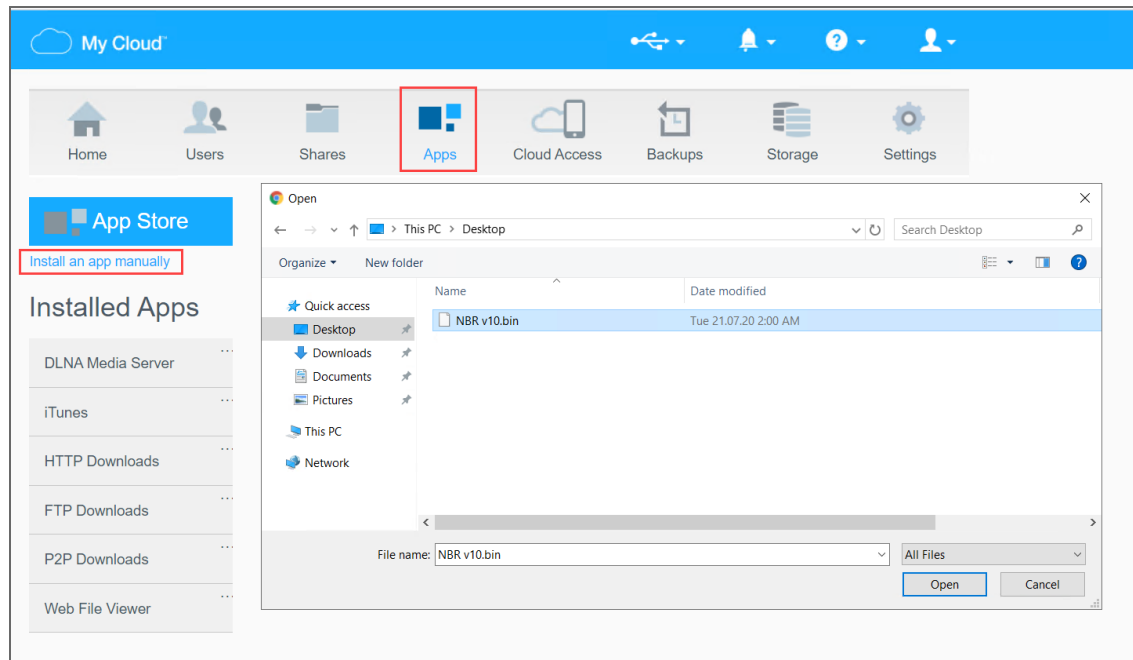 My Cloud™
Home Users Shares Apps Cloud Access Backups Storage Settings
App Store
Install an app manually
Installed Apps
DLNA Media Server ...
iTunes ...
HTTP Downloads ...
FTP Downloads ...
P2P Downloads ...
Web File Viewer ...
Open
This PC > Desktop
Search Desktop
Organize New folder
?
Name Date modified
Quick access
Desktop
Downloads
Documents
Pictures
This PC
Network
NBR v10.bin Tue 21.07.20 2:00 AM
File name: NBR v10.bin All Files
Open Cancel